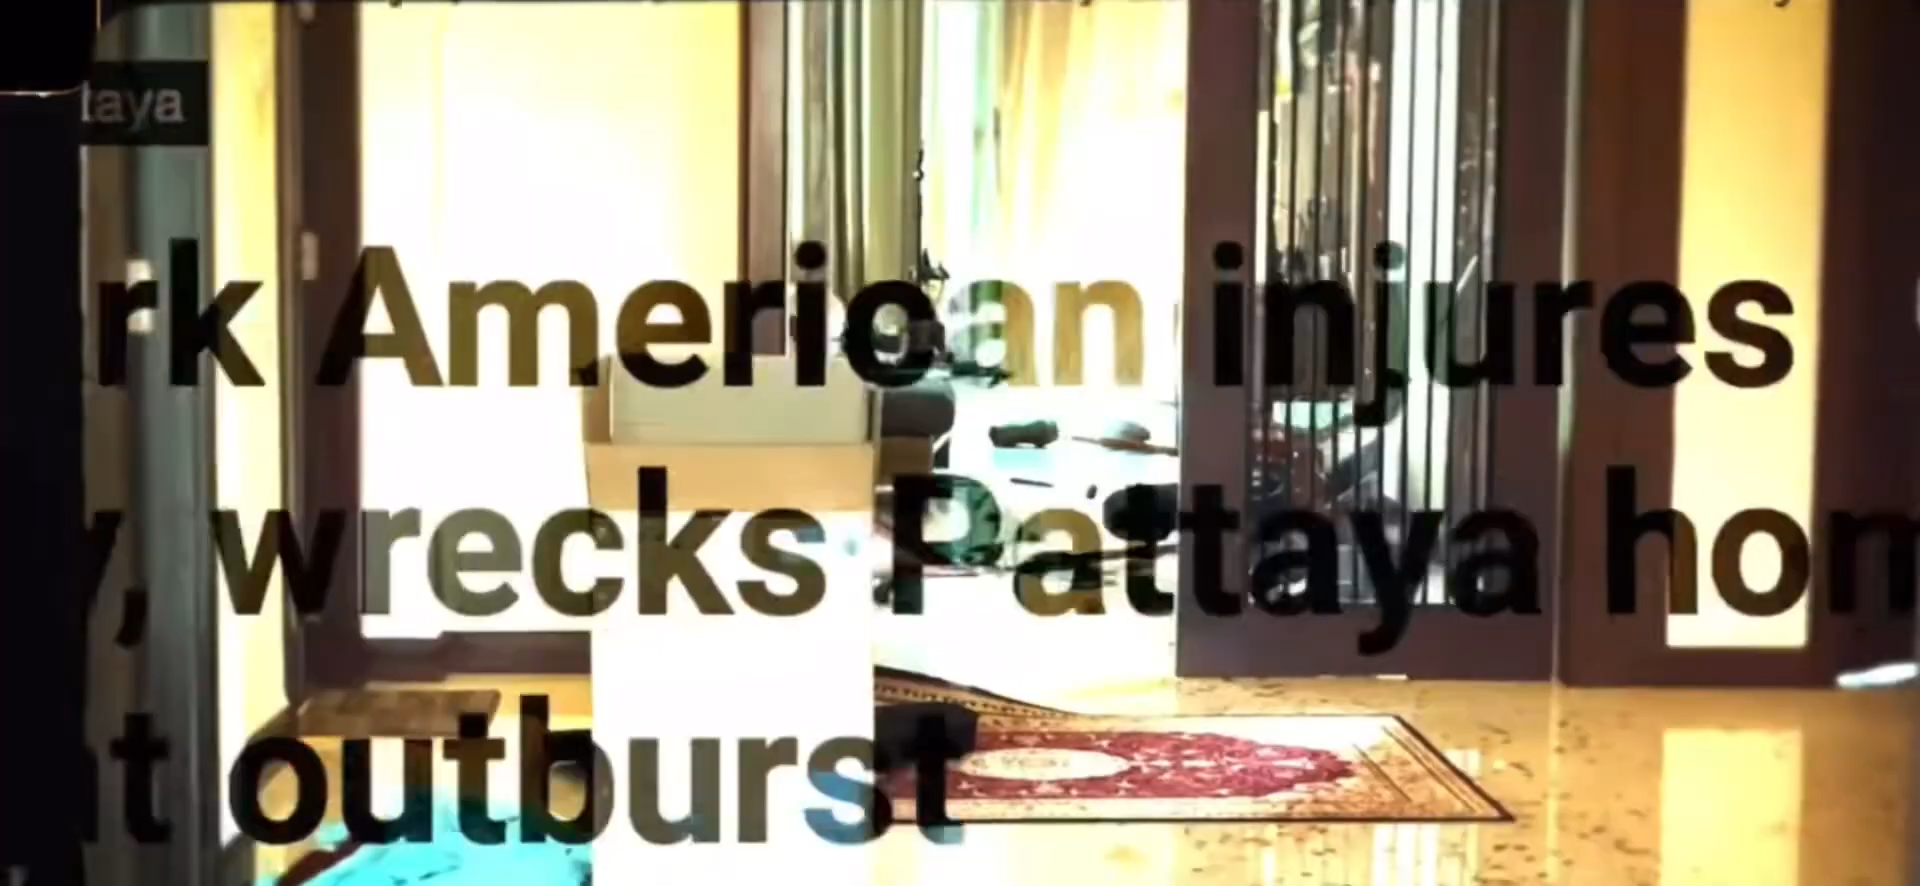 taya
rk American injures
y, wrecks Pattaya hom
t outburst